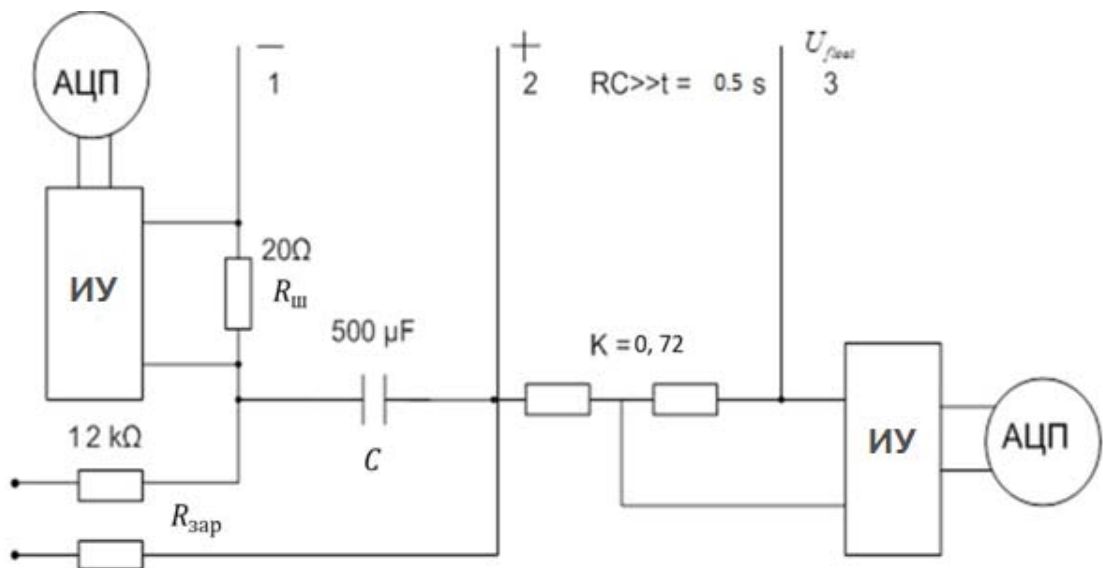 АЦП
—
1
+
2
RC>>t = 0.5 s
U_float
3
20Ω
R_ш
ИУ
500 µF
C
K = 0, 72
12 kΩ
R_зар
ИУ
АЦП